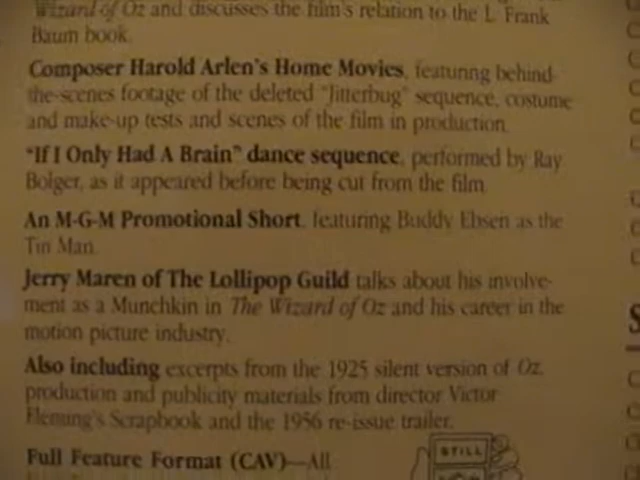 Wizard of Oz and discusses the film's relation to the L. Frank
Baum book.
Composer Harold Arlen's Home Movies, featuring behind-
the-scenes footage of the deleted "Jitterbug" sequence, costume
and make-up tests and scenes of the film in production.
"If I Only Had A Brain" dance sequence, performed by Ray
Bolger, as it appeared before being cut from the film.
An M-G-M Promotional Short, featuring Buddy Ebsen as the
Tin Man.
Jerry Maren of The Lollipop Guild talks about his involve-
ment as a Munchkin in The Wizard of Oz and his career in the
motion picture industry.
Also including excerpts from the 1925 silent version of Oz,
production and publicity materials from director Victor
Fleming's Scrapbook and the 1956 re-issue trailer.
Full Feature Format (CAV)—All
STILL